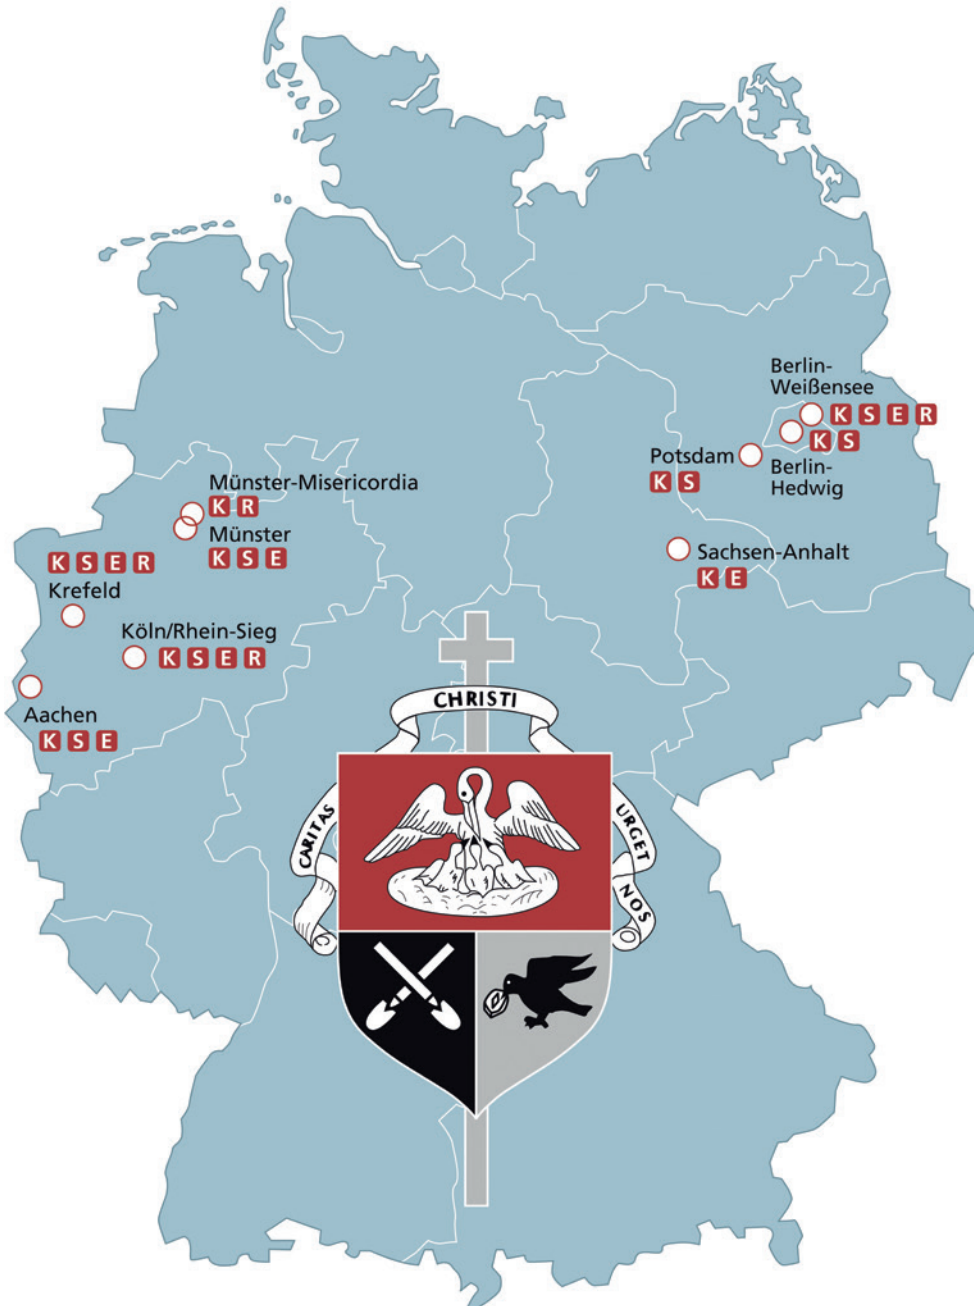 Berlin-
Weißensee
K S E R
K S
Berlin-
Hedwig
Potsdam
K S
Münster-Misericordia
K R
Münster
K S E
Sachsen-Anhalt
K E
K S E R
Krefeld
Köln/Rhein-Sieg
K S E R
Aachen
K S E
CARITAS
CHRISTI
URGET
NOS